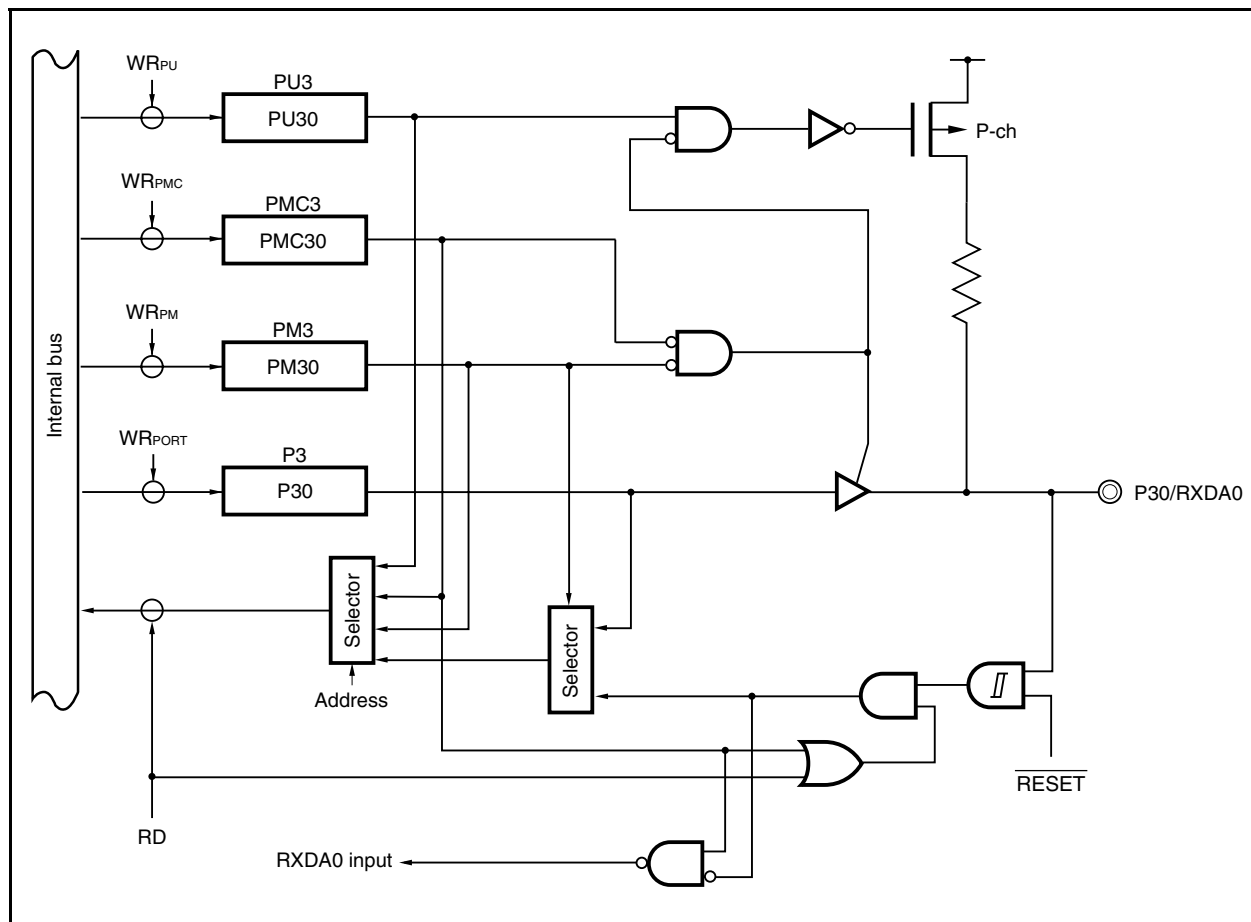 WRPU
PU3
PU30
P-ch
WRPMC
PMC3
PMC30
WRPM
PM3
PM30
Internal bus
WRPORT
P3
P30
P30/RXDA0
Selector
Selector
Address
RESET
RD
RXDA0 input